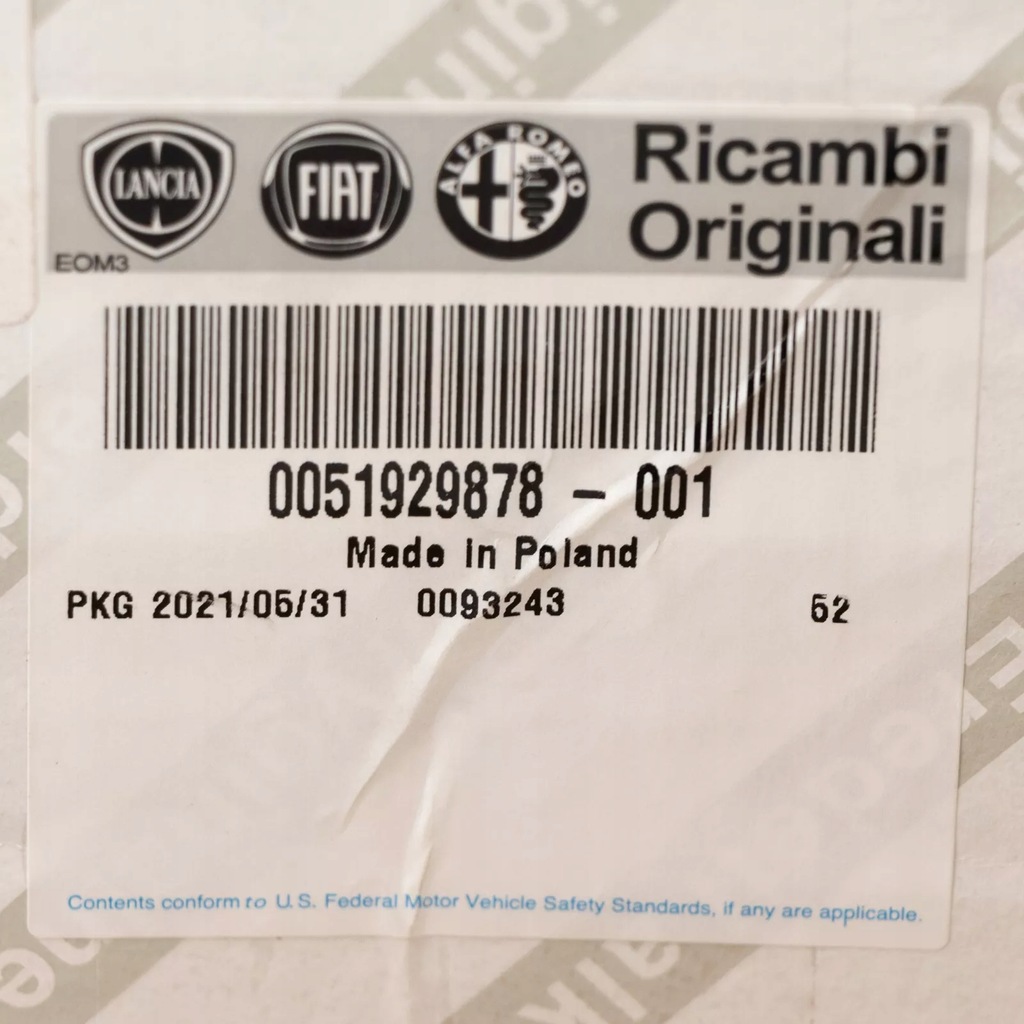 LANCIA
FIAT
ALFA ROMEO
Ricambi
Originali
EOM3
0051929878 - 001
Made in Poland
PKG 2021/05/31 0093243 52
Contents conform to U.S. Federal Motor Vehicle Safety Standards, if any are applicable.